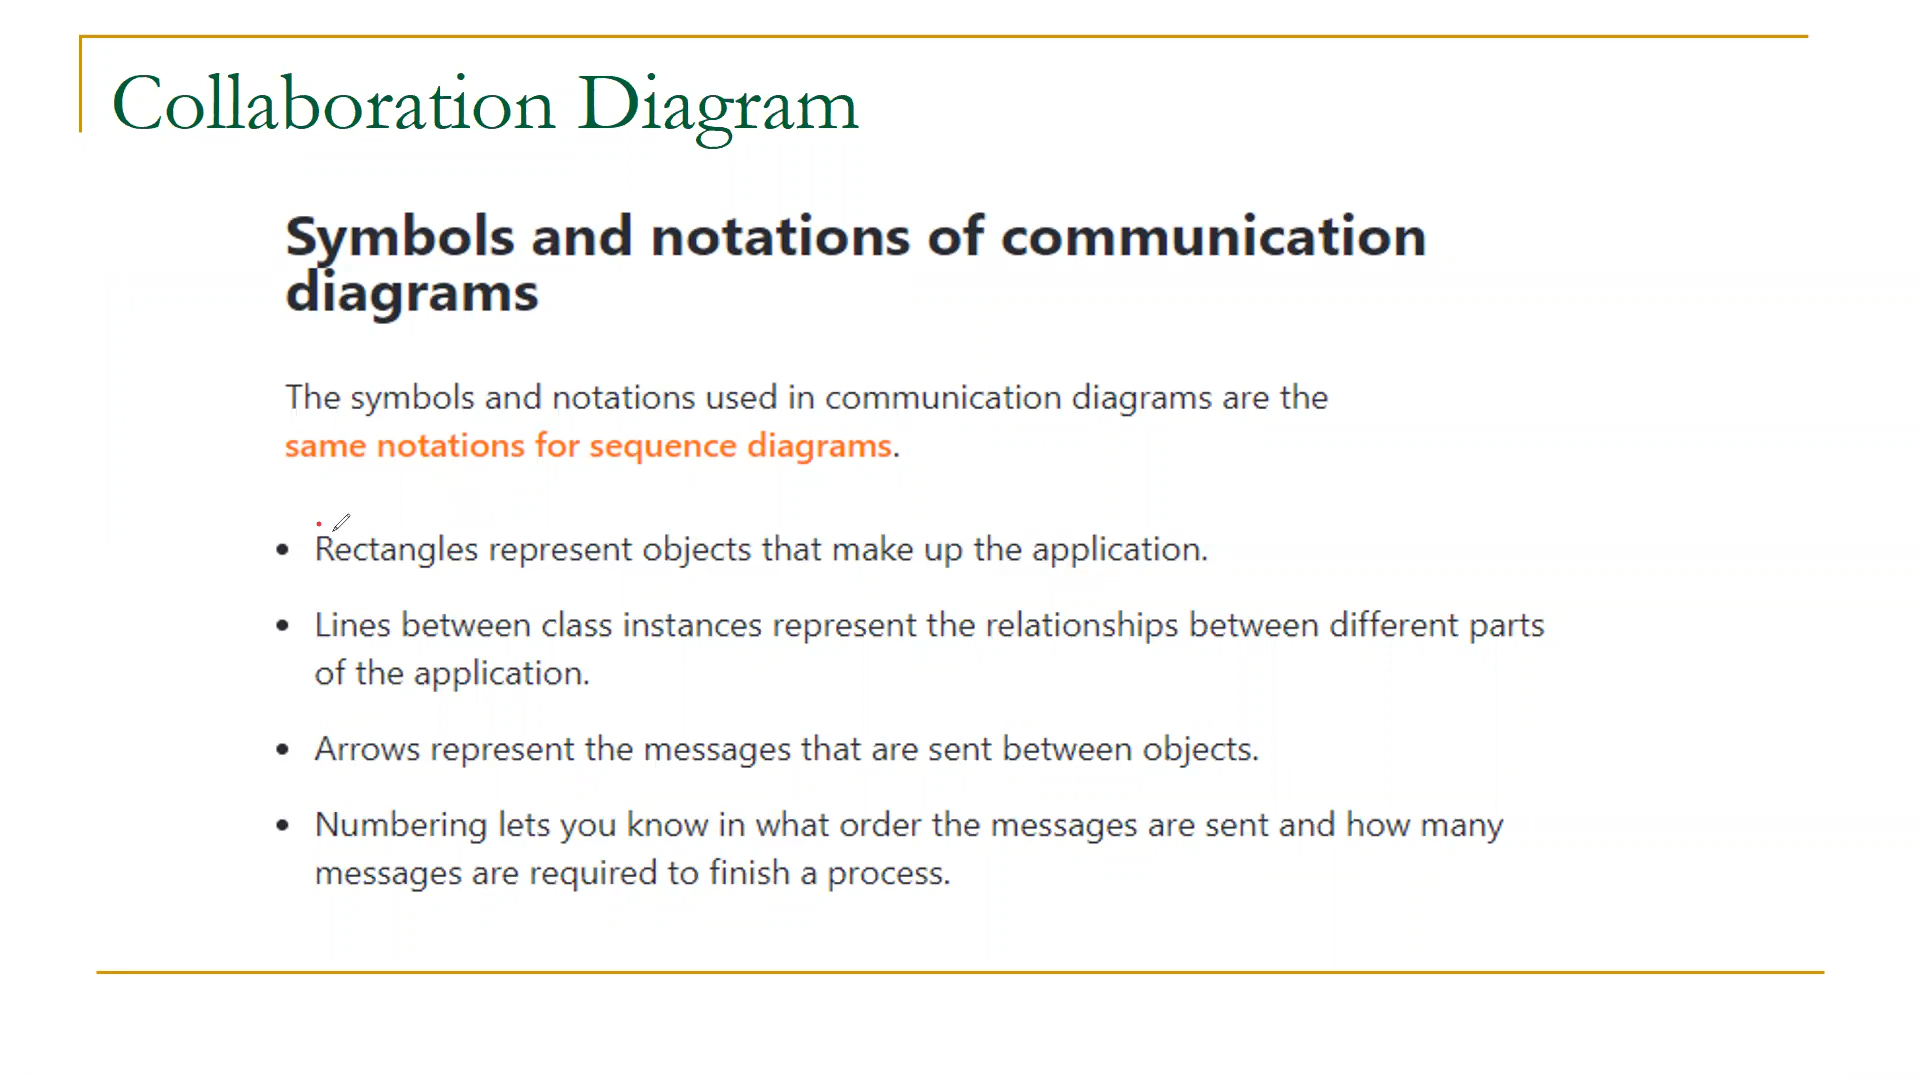 Collaboration Diagram
Symbols and notations of communication
diagrams
The symbols and notations used in communication diagrams are the
same notations for sequence diagrams.
• Rectangles represent objects that make up the application.
• Lines between class instances represent the relationships between different parts
of the application.
• Arrows represent the messages that are sent between objects.
• Numbering lets you know in what order the messages are sent and how many
messages are required to finish a process.